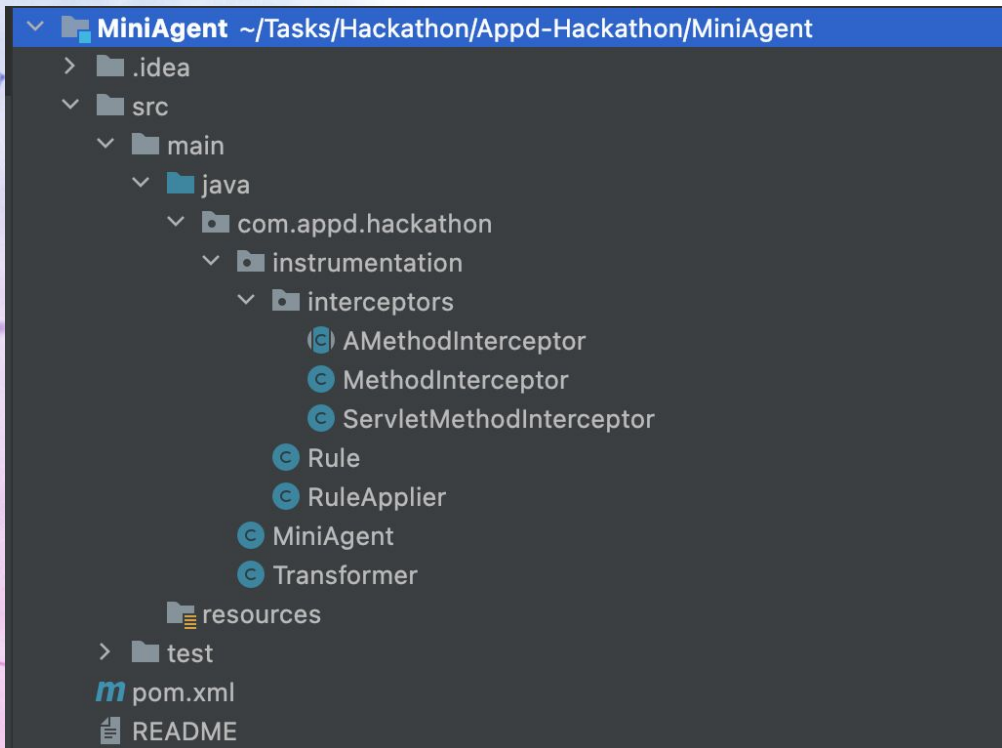 MiniAgent ~/Tasks/Hackathon/Appd-Hackathon/MiniAgent
.idea
src
main
java
com.appd.hackathon
instrumentation
interceptors
AMethodInterceptor
MethodInterceptor
ServletMethodInterceptor
Rule
RuleApplier
MiniAgent
Transformer
resources
test
pom.xml
README